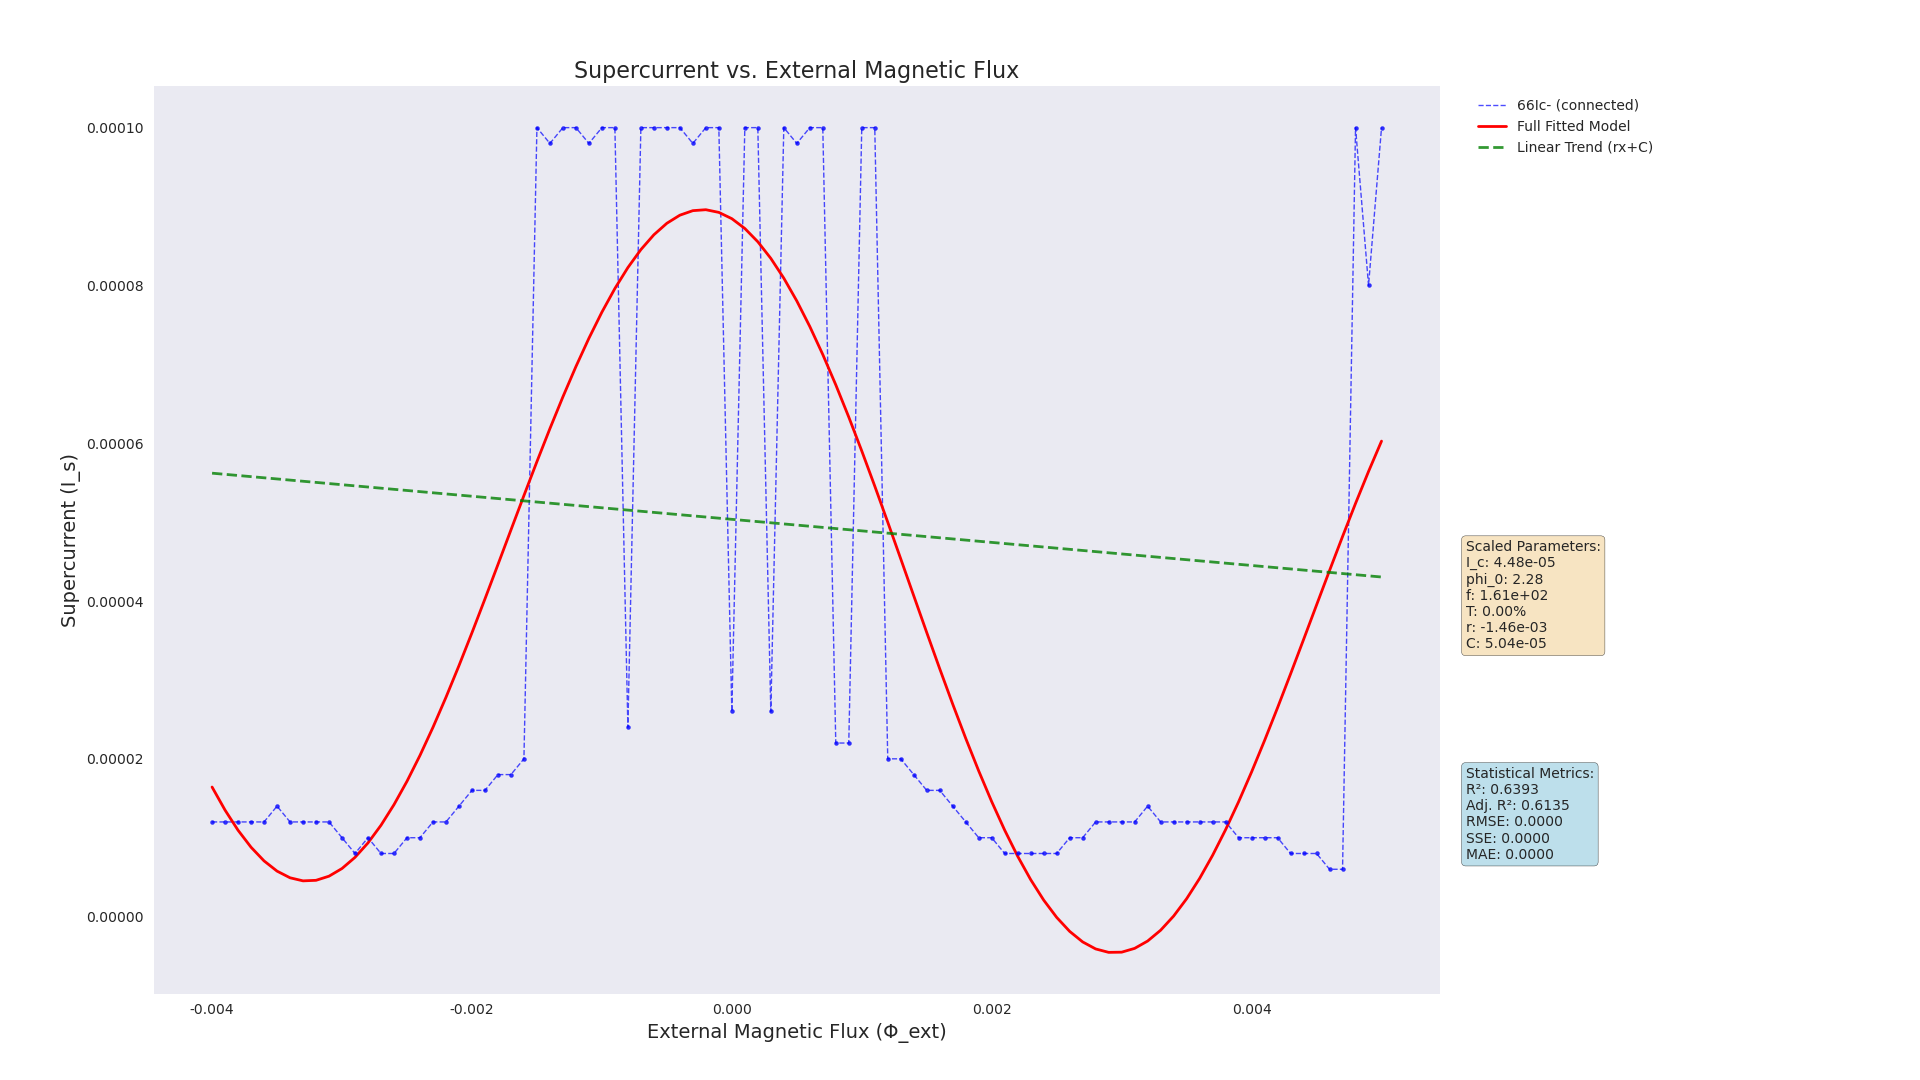 Supercurrent vs. External Magnetic Flux
66Ic- (connected)
Full Fitted Model
Linear Trend (rx+C)
0.00010
0.00008
0.00006
0.00004
0.00002
0.00000
Supercurrent (I_s)
-0.004
-0.002
0.000
0.002
0.004
External Magnetic Flux (Φ_ext)
Scaled Parameters:
I_c: 4.48e-05
phi_0: 2.28
f: 1.61e+02
T: 0.00%
r: -1.46e-03
C: 5.04e-05
Statistical Metrics:
R²: 0.6393
Adj. R²: 0.6135
RMSE: 0.0000
SSE: 0.0000
MAE: 0.0000